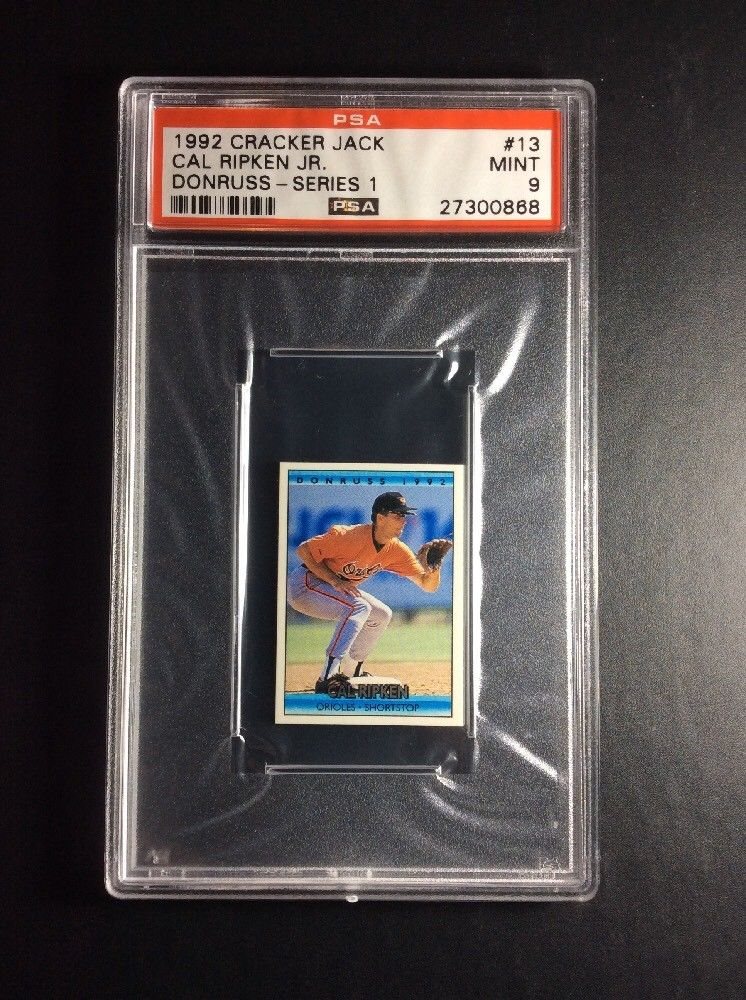 PSA
1992 CRACKER JACK #13
CAL RIPKEN JR. MINT
DONRUSS - SERIES 1 9
PSA 27300868
DONRUSS 1992
Orioles
CAL RIPKEN
ORIOLES • SHORTSTOP